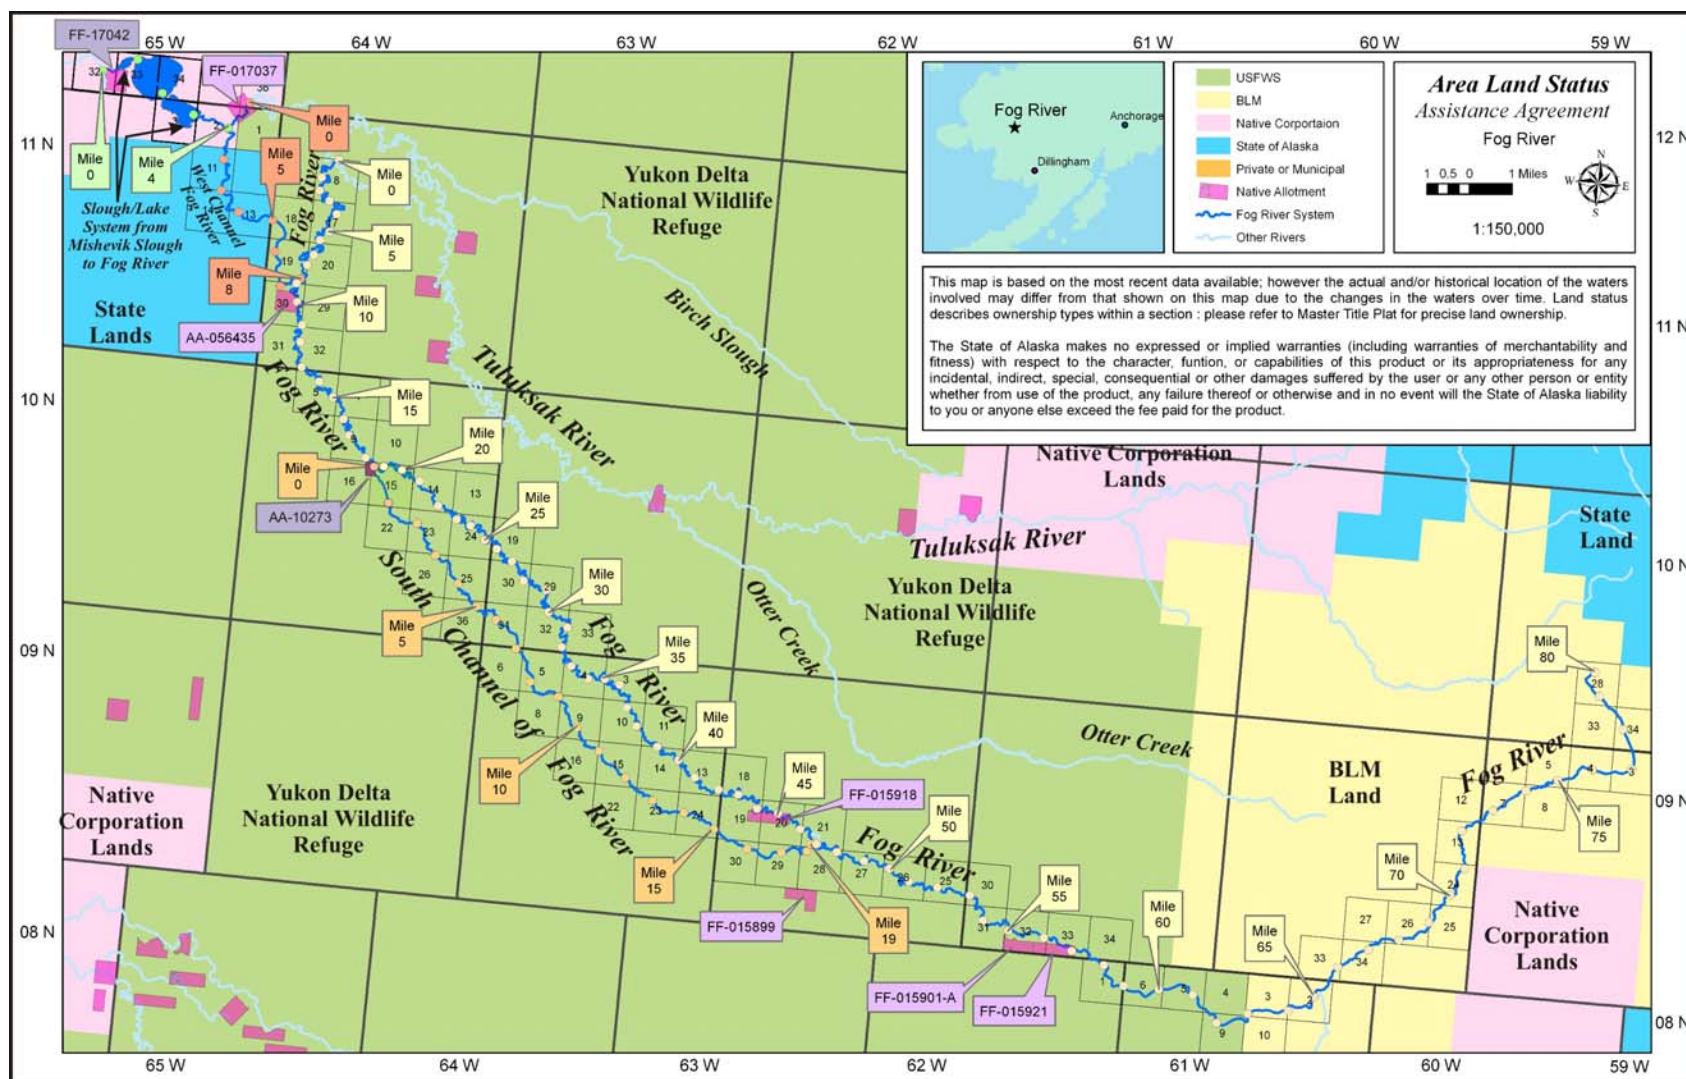 65 W
64 W
63 W
62 W
61 W
60 W
59 W
FF-17042
FF-017037
Mile
0
Mile
0
Mile
4
Mile
5
Mile
0
Mile
5
Mile
8
Mile
10
AA-056435
Slough/Lake
System from
Mishevik Slough
to Fog River
West Channel
Fog River
Fog River
State
Lands
Fog River
11 N
12 N
11 N
10 N
10 N
09 N
09 N
08 N
08 N
Yukon Delta
National Wildlife
Refuge
Birch Slough
Tuluksak River
Mile
15
Mile
20
Mile
0
AA-10273
Mile
25
Mile
30
Mile
5
Mile
35
Mile
40
Mile
10
Mile
45
FF-015918
Mile
50
Mile
15
FF-015899
Mile
19
Mile
55
Mile
60
FF-015901-A
FF-015921
Mile
65
Mile
70
Mile
75
Mile
80
South Channel of Fog River
Fog River
Fog River
Fog River
Tuluksak River
Otter Creek
Otter Creek
Yukon Delta
National Wildlife
Refuge
Yukon Delta
National Wildlife
Refuge
Native
Corporation
Lands
Native Corporation
Lands
State
Land
BLM
Land
Native
Corporation
Lands
Fog River
Anchorage
Dillingham
USFWS
BLM
Native Corportaion
State of Alaska
Private or Municipal
Native Allotment
Fog River System
Other Rivers
Area Land Status
Assistance Agreement
Fog River
1 0.5 0 1 Miles
N
W E
S
1:150,000
This map is based on the most recent data available; however the actual and/or historical location of the waters
involved may differ from that shown on this map due to the changes in the waters over time. Land status
describes ownership types within a section : please refer to Master Title Plat for precise land ownership.
The State of Alaska makes no expressed or implied warranties (including warranties of merchantability and
fitness) with respect to the character, funtion, or capabilities of this product or its appropriateness for any
incidental, indirect, special, consequential or other damages suffered by the user or any other person or entity
whether from use of the product, any failure thereof or otherwise and in no event will the State of Alaska liability
to you or anyone else exceed the fee paid for the product.
65 W
64 W
63 W
62 W
61 W
60 W
59 W